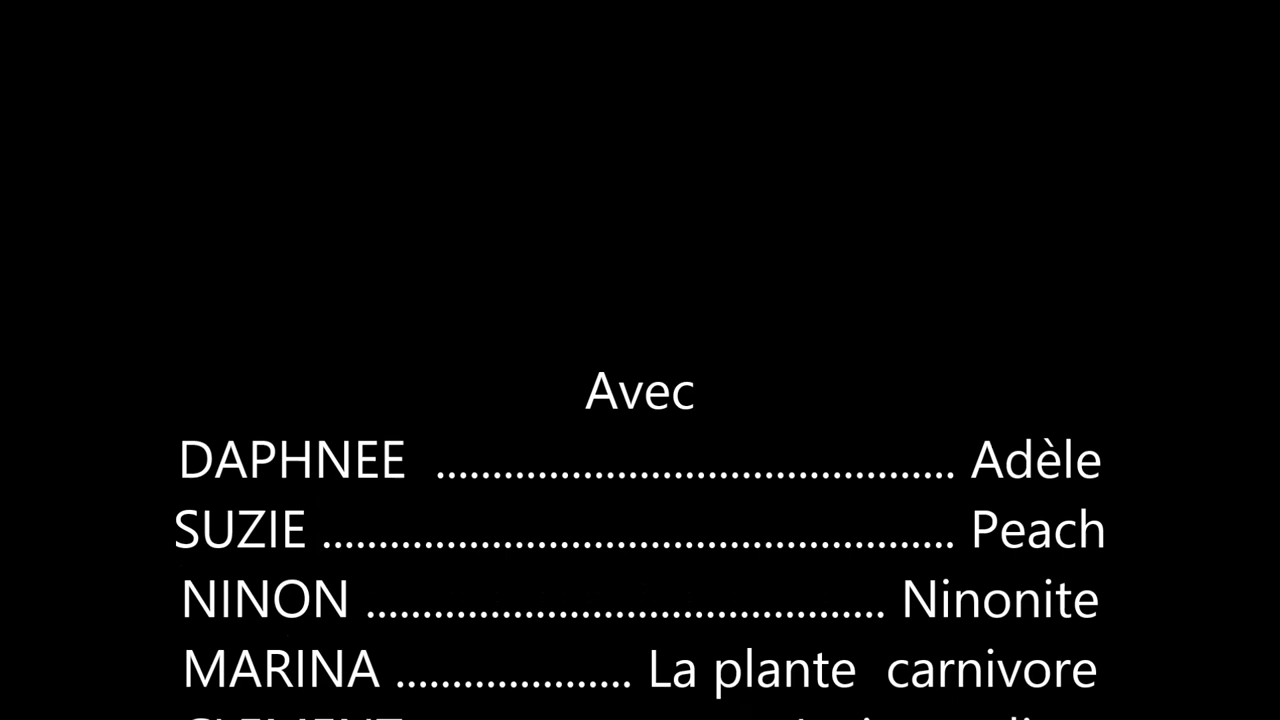 Avec
DAPHNEE .............................................. Adèle
SUZIE ........................................................ Peach
NINON .............................................. Ninonite
MARINA ..................... La plante carnivore